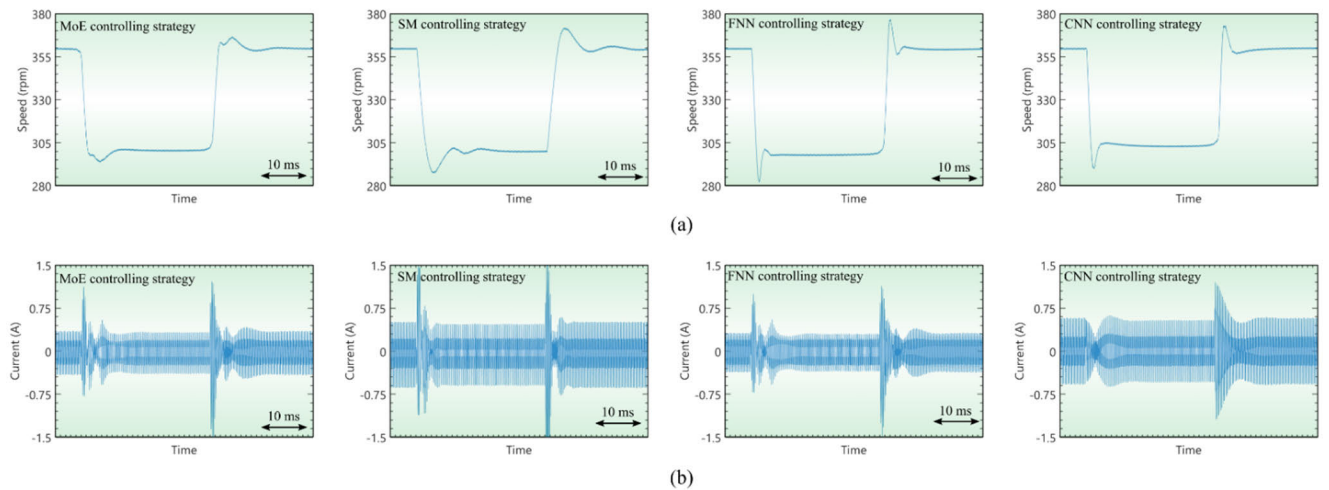 MoE controlling strategy
380
355
330
305
280
Speed (rpm)
10 ms
Time
SM controlling strategy
380
355
330
305
280
Speed (rpm)
10 ms
Time
FNN controlling strategy
380
355
330
305
280
Speed (rpm)
10 ms
Time
CNN controlling strategy
380
355
330
305
280
Speed (rpm)
Time
(a)
MoE controlling strategy
1.5
0.75
0
-0.75
-1.5
Current (A)
10 ms
Time
SM controlling strategy
1.5
0.75
0
-0.75
-1.5
Current (A)
10 ms
Time
FNN controlling strategy
1.5
0.75
0
-0.75
-1.5
Current (A)
10 ms
Time
CNN controlling strategy
1.5
0.75
0
-0.75
-1.5
Current (A)
Time
(b)